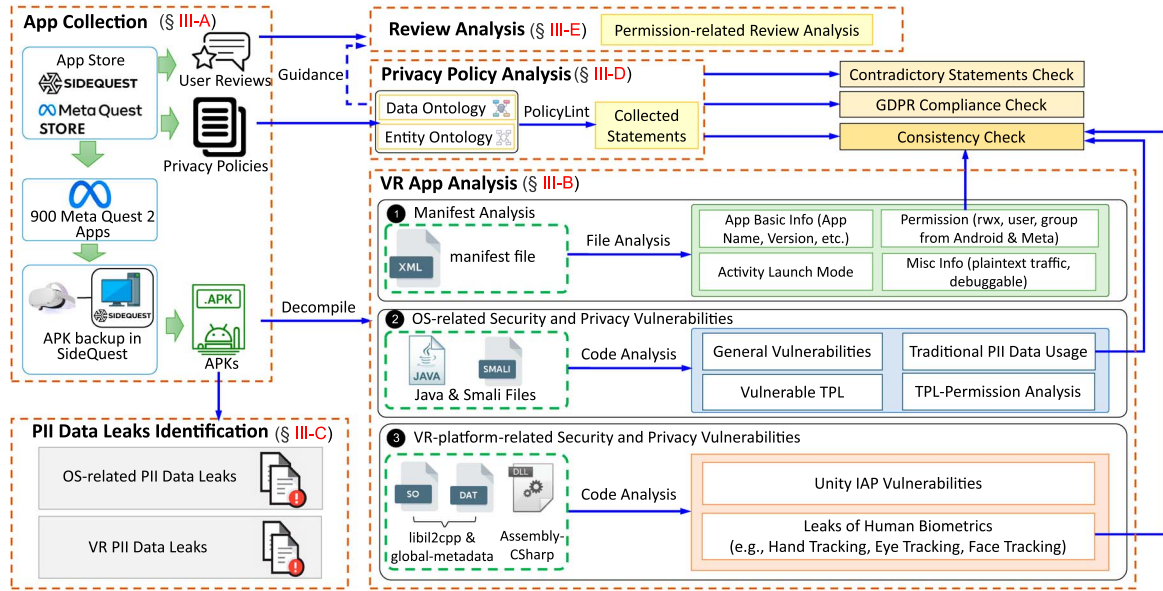 App Collection (§ III-A)
App Store
SIDEQUEST
Meta Quest
STORE
User Reviews
Privacy Policies
900 Meta Quest 2
Apps
SIDEQUEST
APK backup in
SideQuest
.APK
APKs
Guidance
Decompile
PII Data Leaks Identification (§ III-C)
OS-related PII Data Leaks
VR PII Data Leaks
Review Analysis (§ III-E)
Permission-related Review Analysis
Privacy Policy Analysis (§ III-D)
Data Ontology
Entity Ontology
PolicyLint
Collected
Statements
Contradictory Statements Check
GDPR Compliance Check
Consistency Check
VR App Analysis (§ III-B)
1 Manifest Analysis
XML
manifest file
File Analysis
App Basic Info (App
Name, Version, etc.)
Permission (rwx, user, group
from Android & Meta)
Activity Launch Mode
Misc Info (plaintext traffic,
debuggable)
2 OS-related Security and Privacy Vulnerabilities
JAVA
SMALI
Java & Smali Files
Code Analysis
General Vulnerabilities
Traditional PII Data Usage
Vulnerable TPL
TPL-Permission Analysis
3 VR-platform-related Security and Privacy Vulnerabilities
SO
DAT
DLL
libil2cpp &
global-metadata
Assembly-
CSharp
Code Analysis
Unity IAP Vulnerabilities
Leaks of Human Biometrics
(e.g., Hand Tracking, Eye Tracking, Face Tracking)